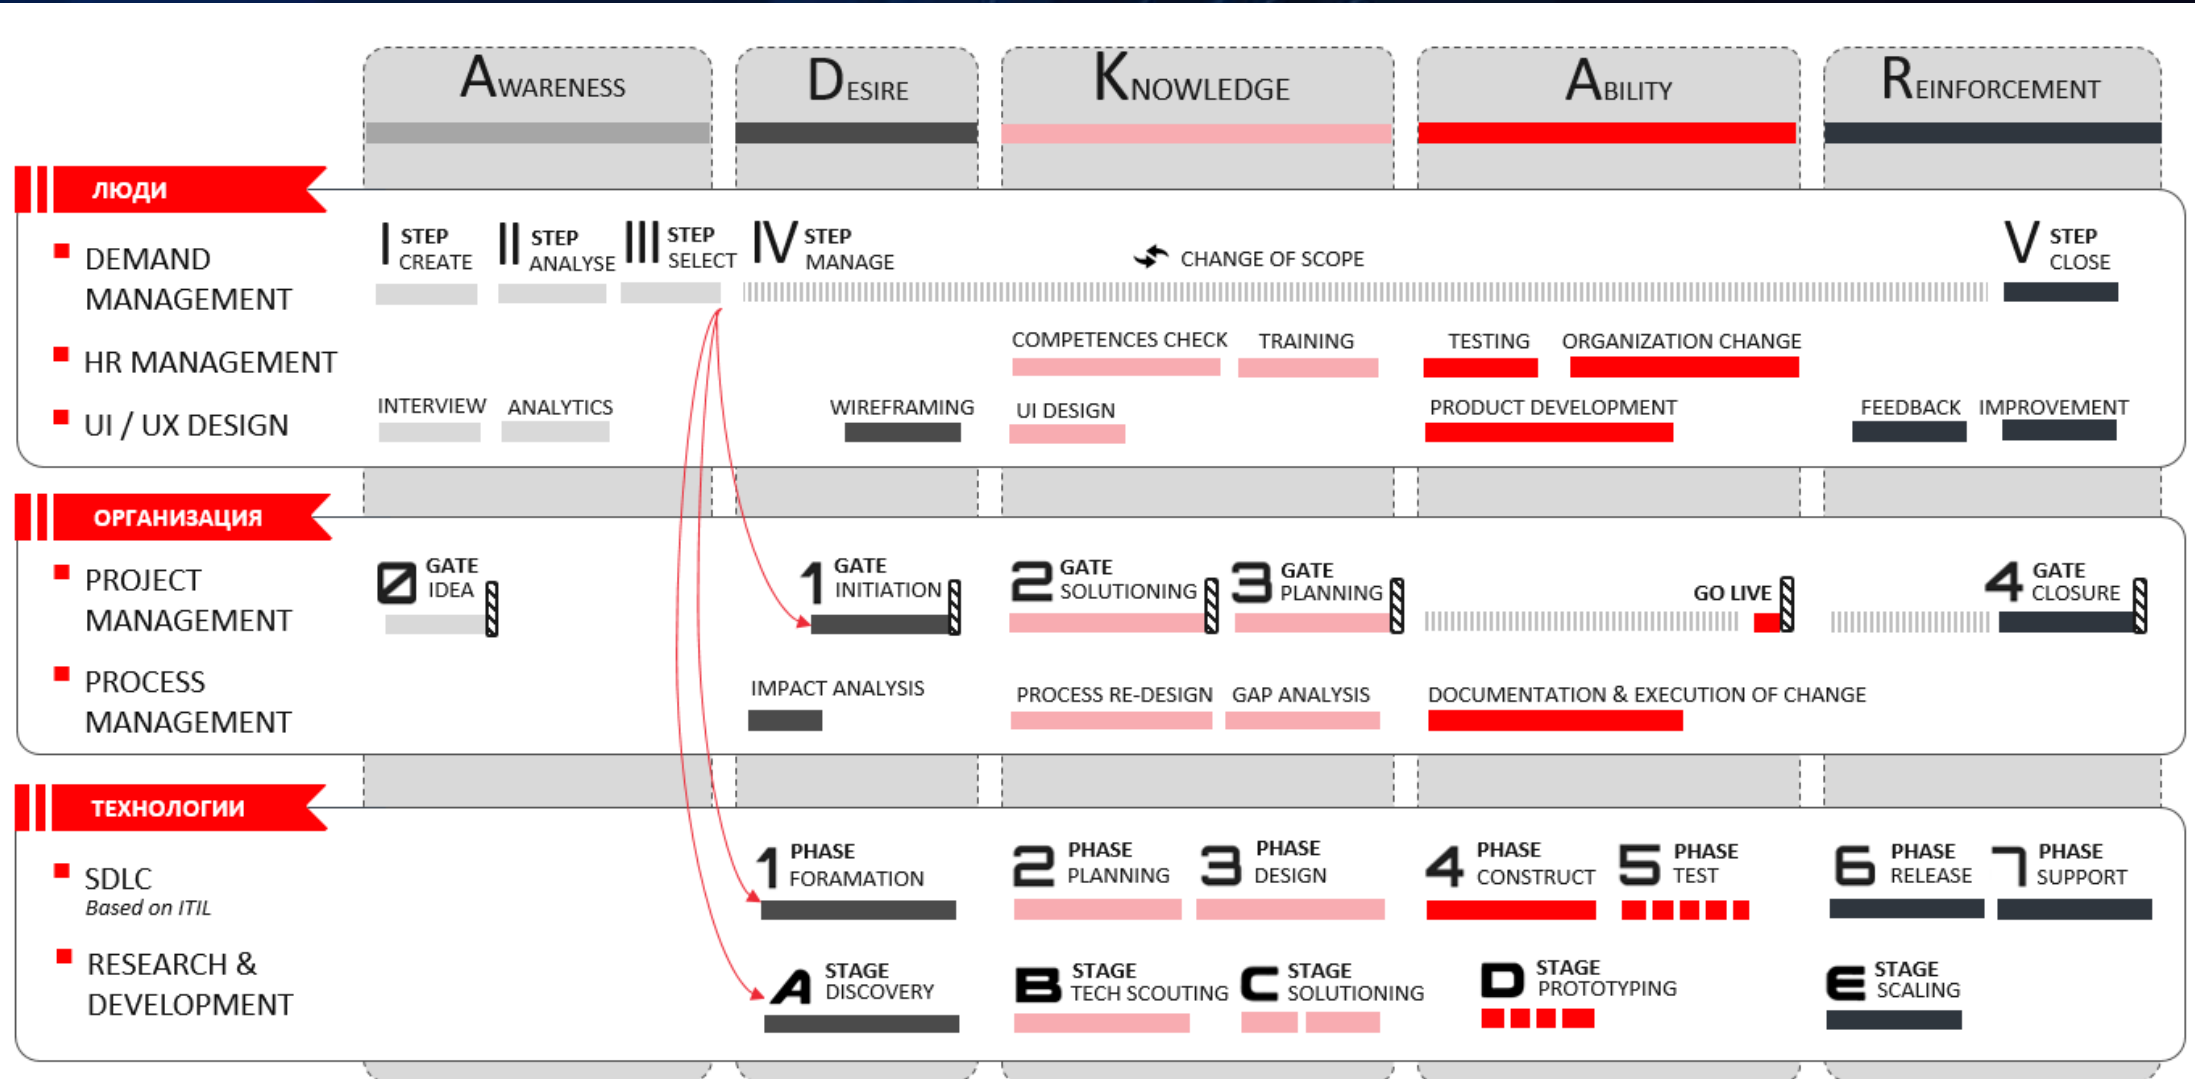 AWARENESS
DESIRE
KNOWLEDGE
ABILITY
REINFORCEMENT
ЛЮДИ
DEMAND
MANAGEMENT
I STEP
CREATE
II STEP
ANALYSE
III STEP
SELECT
IV STEP
MANAGE
CHANGE OF SCOPE
V STEP
CLOSE
HR MANAGEMENT
COMPETENCES CHECK
TRAINING
TESTING
ORGANIZATION CHANGE
UI / UX DESIGN
INTERVIEW
ANALYTICS
WIREFRAMING
UI DESIGN
PRODUCT DEVELOPMENT
FEEDBACK
IMPROVEMENT
ОРГАНИЗАЦИЯ
PROJECT
MANAGEMENT
0 GATE
IDEA
1 GATE
INITIATION
2 GATE
SOLUTIONING
3 GATE
PLANNING
GO LIVE
4 GATE
CLOSURE
PROCESS
MANAGEMENT
IMPACT ANALYSIS
PROCESS RE-DESIGN
GAP ANALYSIS
DOCUMENTATION & EXECUTION OF CHANGE
ТЕХНОЛОГИИ
SDLC
Based on ITIL
1 PHASE
FORAMATION
2 PHASE
PLANNING
3 PHASE
DESIGN
4 PHASE
CONSTRUCT
5 PHASE
TEST
6 PHASE
RELEASE
7 PHASE
SUPPORT
RESEARCH &
DEVELOPMENT
A STAGE
DISCOVERY
B STAGE
TECH SCOUTING
C STAGE
SOLUTIONING
D STAGE
PROTOTYPING
E STAGE
SCALING